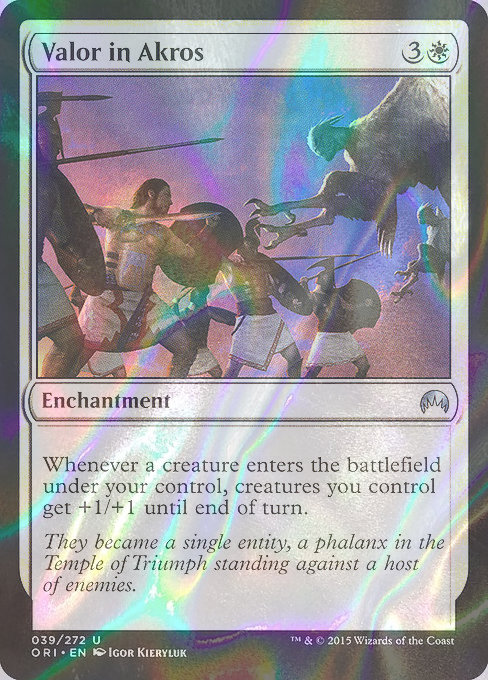 Valor in Akros 3
Enchantment
Whenever a creature enters the battlefield
under your control, creatures you control
get +1/+1 until end of turn.
They became a single entity, a phalanx in the
Temple of Triumph standing against a host
of enemies.
039/272 U
ORI • EN Igor Kieryluk
™ & © 2015 Wizards of the Coast